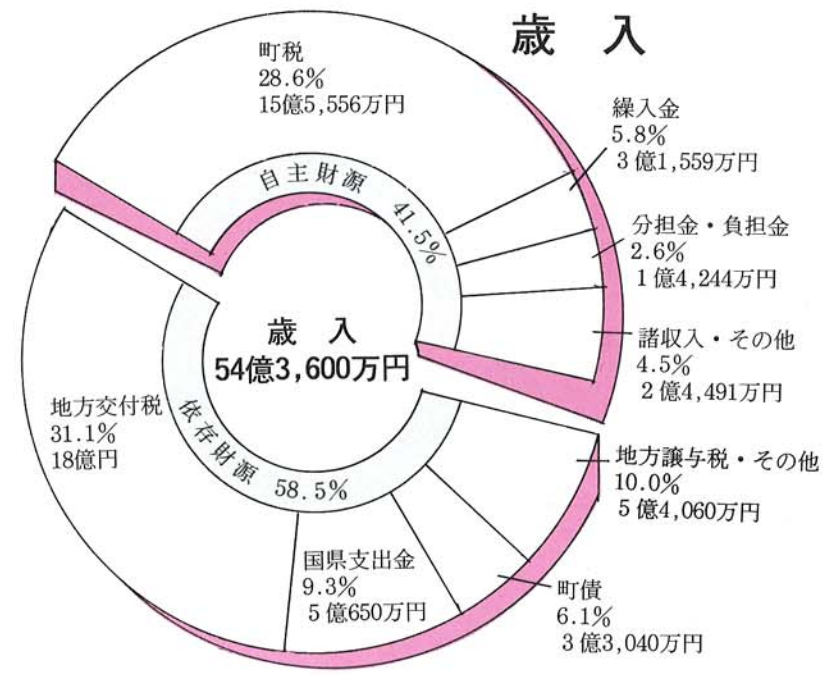 歳入
町税
28.6%
15億5,556万円
繰入金
5.8%
3億1,559万円
分担金・負担金
2.6%
1億4,244万円
諸収入・その他
4.5%
2億4,491万円
自主財源 41.5%
歳入
54億3,600万円
依存財源 58.5%
地方交付税
31.1%
18億円
国県支出金
9.3%
5億650万円
町債
6.1%
3億3,040万円
地方譲与税・その他
10.0%
5億4,060万円